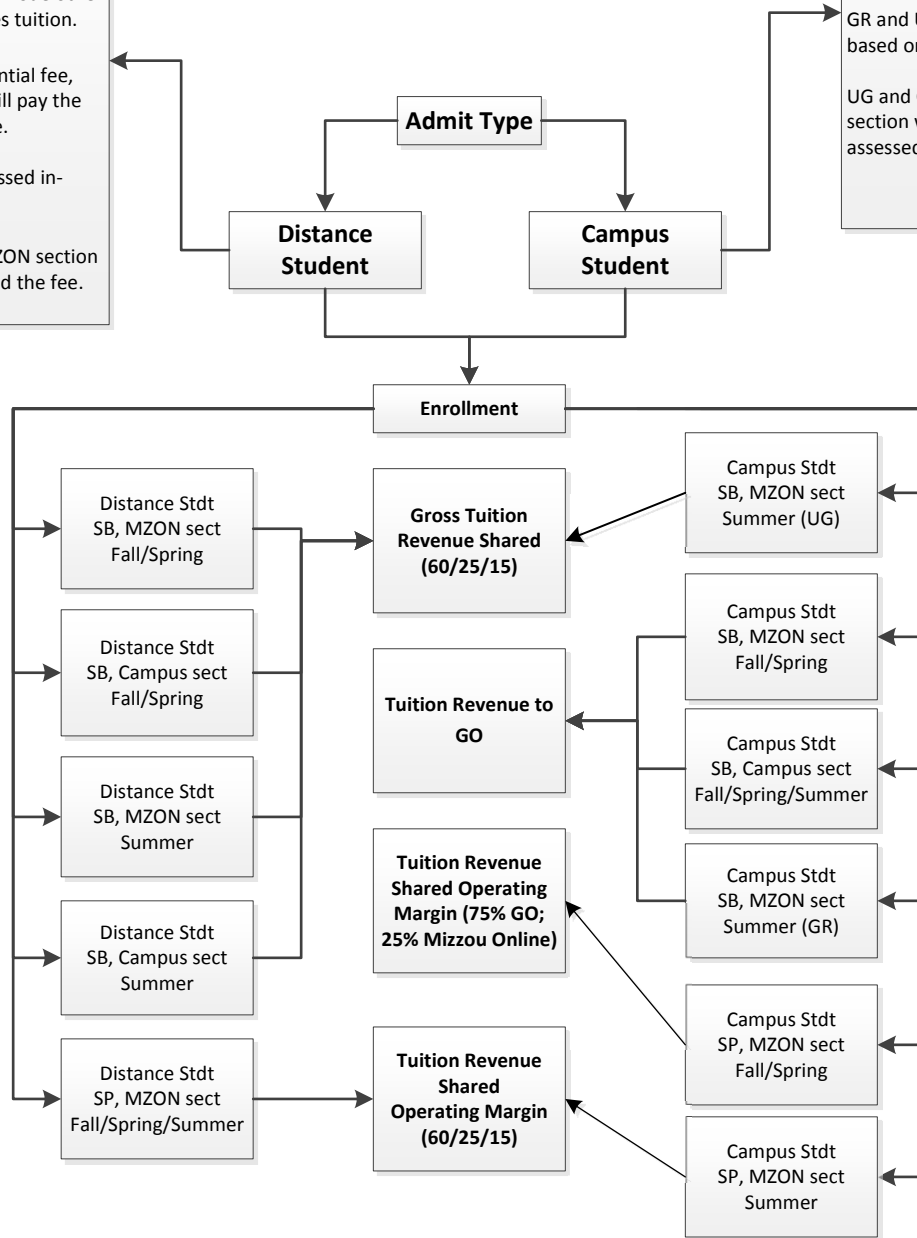 es tuition.
ntial fee,
ill pay the
e.
ssed in-
ZON section
d the fee.
GR and
based or
UG and
section
assessed
Admit Type
Distance
Student
Campus
Student
Enrollment
Distance Stdt
SB, MZON sect
Fall/Spring
Distance Stdt
SB, Campus sect
Fall/Spring
Distance Stdt
SB, MZON sect
Summer
Distance Stdt
SB, Campus sect
Summer
Distance Stdt
SP, MZON sect
Fall/Spring/Summer
Gross Tuition
Revenue Shared
(60/25/15)
Tuition Revenue to
GO
Tuition Revenue
Shared Operating
Margin (75% GO;
25% Mizzou Online)
Tuition Revenue
Shared
Operating Margin
(60/25/15)
Campus Stdt
SB, MZON sect
Summer (UG)
Campus Stdt
SB, MZON sect
Fall/Spring
Campus Stdt
SB, Campus sect
Fall/Spring/Summer
Campus Stdt
SB, MZON sect
Summer (GR)
Campus Stdt
SP, MZON sect
Fall/Spring
Campus Stdt
SP, MZON sect
Summer